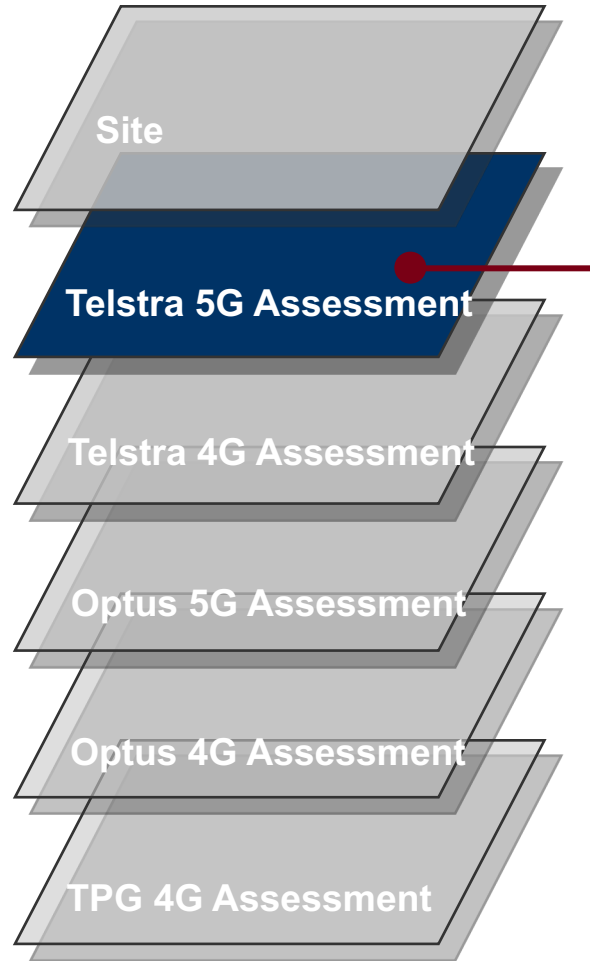 Site
Telstra 5G Assessment
Telstra 4G Assessment
Optus 5G Assessment
Optus 4G Assessment
TPG 4G Assessment